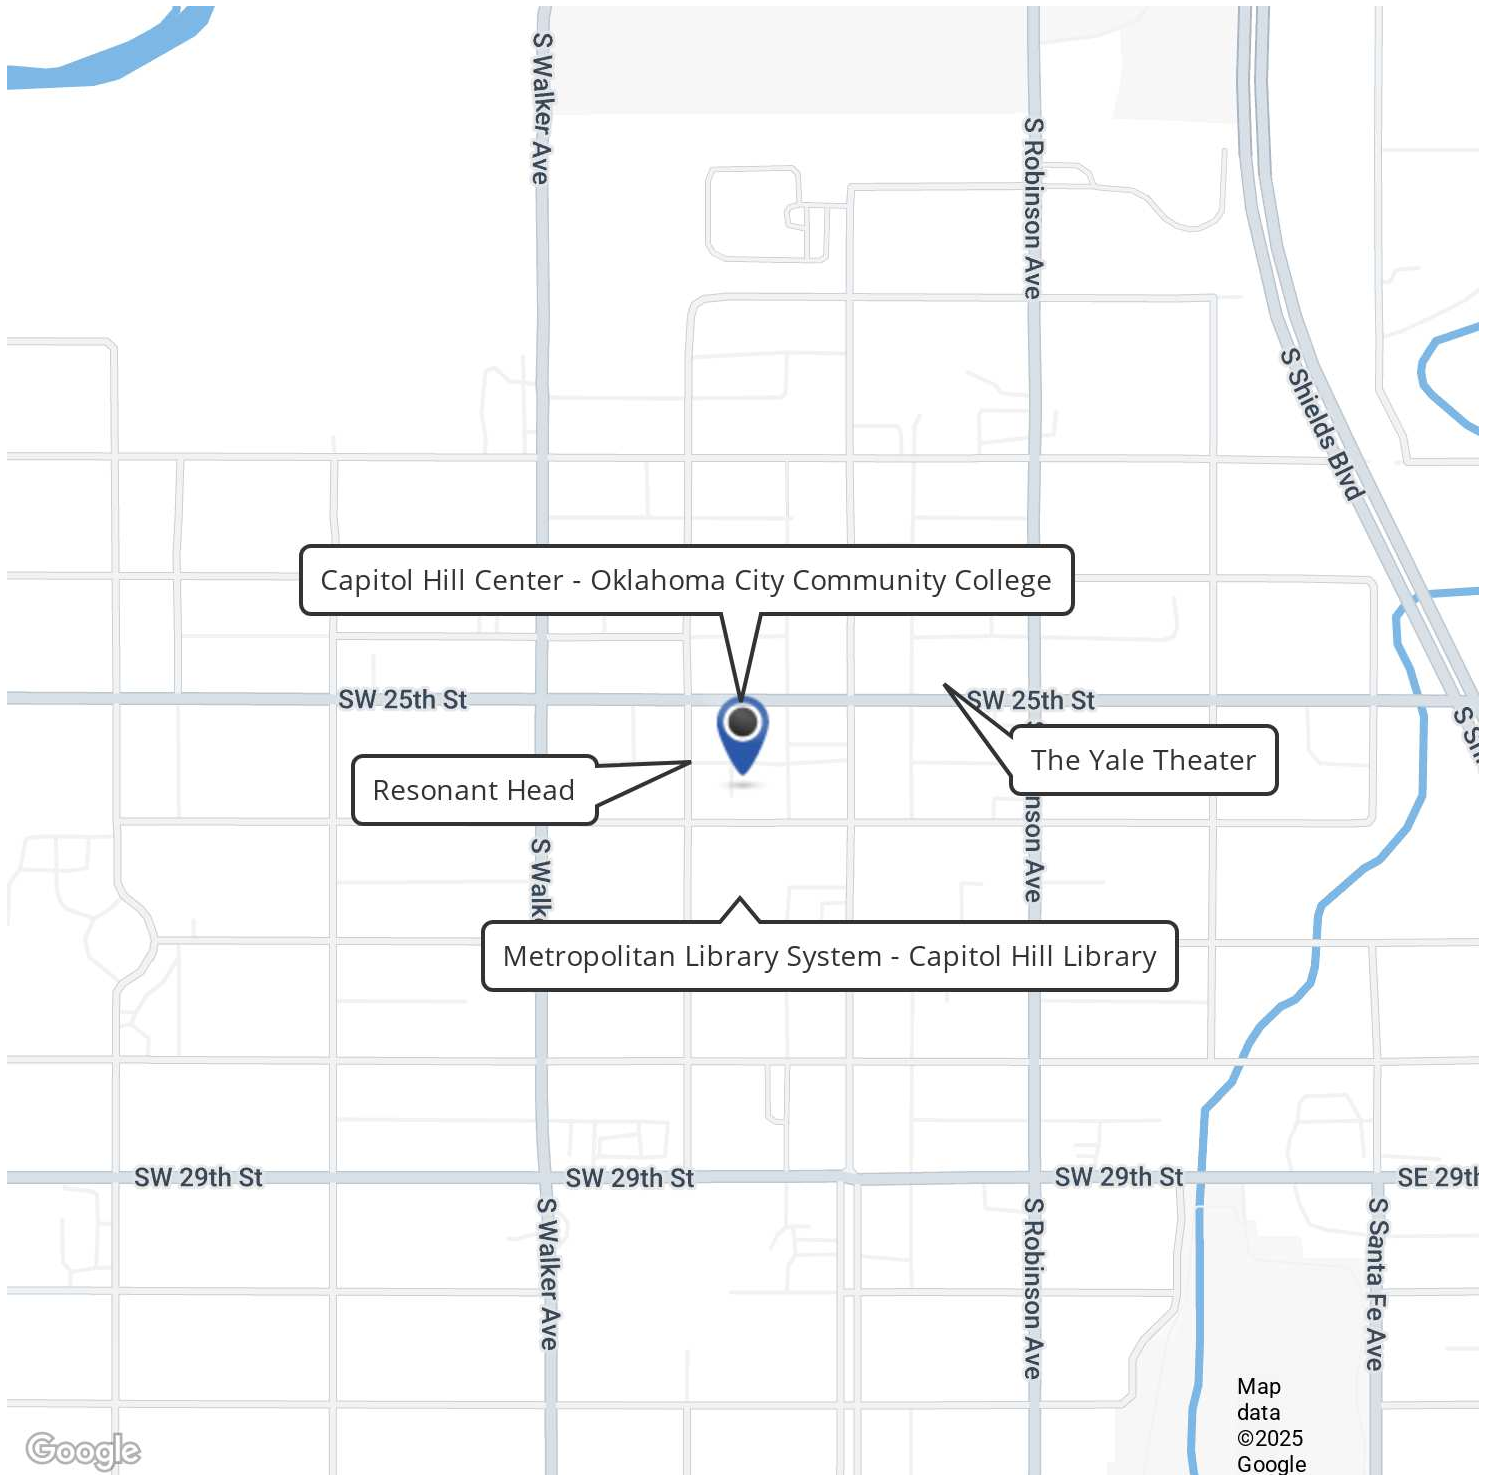 S Walker Ave
S Robinson Ave
S Shields Blvd
Capitol Hill Center - Oklahoma City Community College
SW 25th St
SW 25th St
The Yale Theater
Resonant Head
nson Ave
S Walk
Metropolitan Library System - Capitol Hill Library
SW 29th St
SW 29th St
SW 29th St
SE 29th
S Walker Ave
S Robinson Ave
S Santa Fe Ave
Map
data
©2025
Google
Google